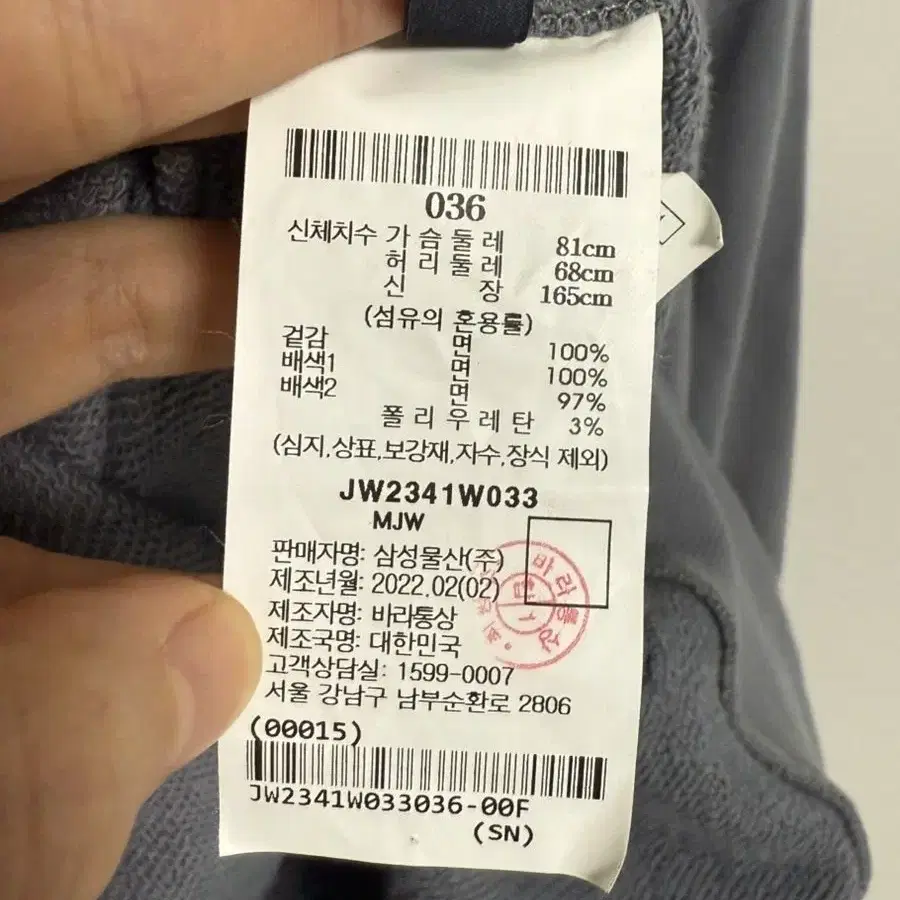 036
신체치수 가 슴 둘 레 81cm
허 리 둘 레 68cm
신 장 165cm
(섬유의 혼용률)
겉감 면 100%
배색1 면 100%
배색2 면 97%
폴 리 우 레 탄 3%
(심지,상표,보강재,자수,장식 제외)
JW2341W033
MJW
판매자명: 삼성물산(주)
제조년월: 2022.02(02)
제조자명: 바라통상
제조국명: 대한민국
고객상담실: 1599-0007
서울 강남구 남부순환로 2806
(00015)
JW2341W033036-00F
(SN)
바라통상